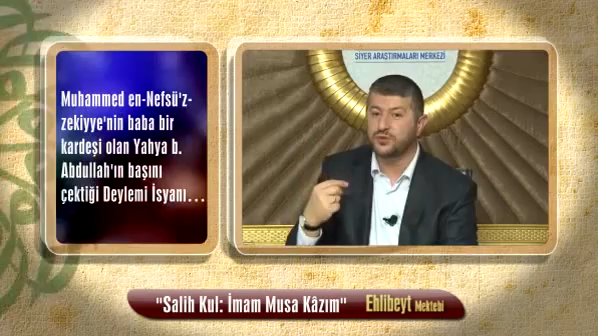 Muhammed en-Nefsü'z-
zekiyye'nin baba bir
kardeşi olan Yahya b.
Abdullah'ın başını
çektiği Deylemi İsyanı...
SİYER ARAŞTIRMALARI MERKEZİ
"Salih Kul: İmam Musa Kâzım" Ehlibeyt Mektebi